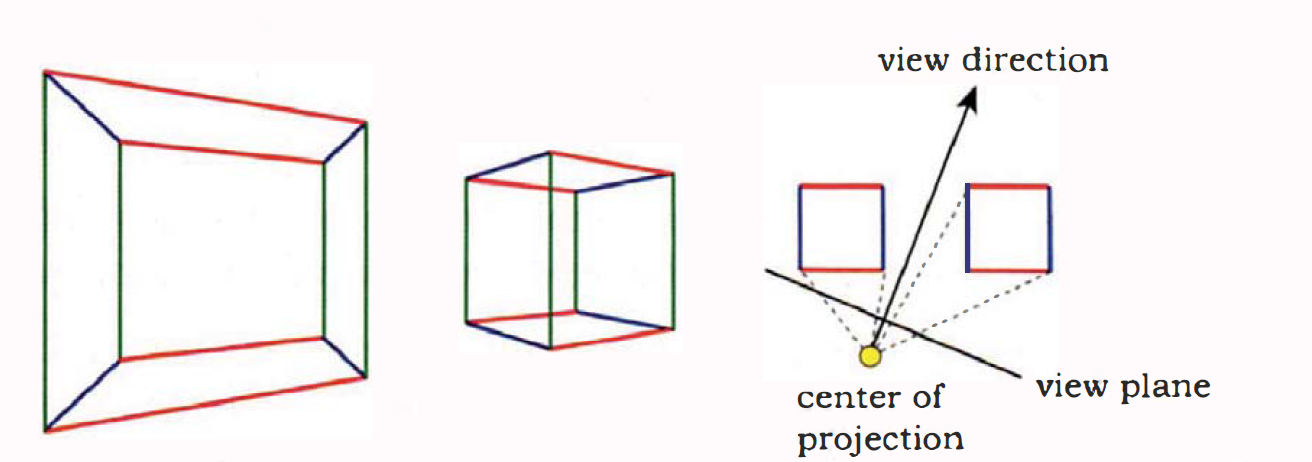 view direction
view plane
center of
projection